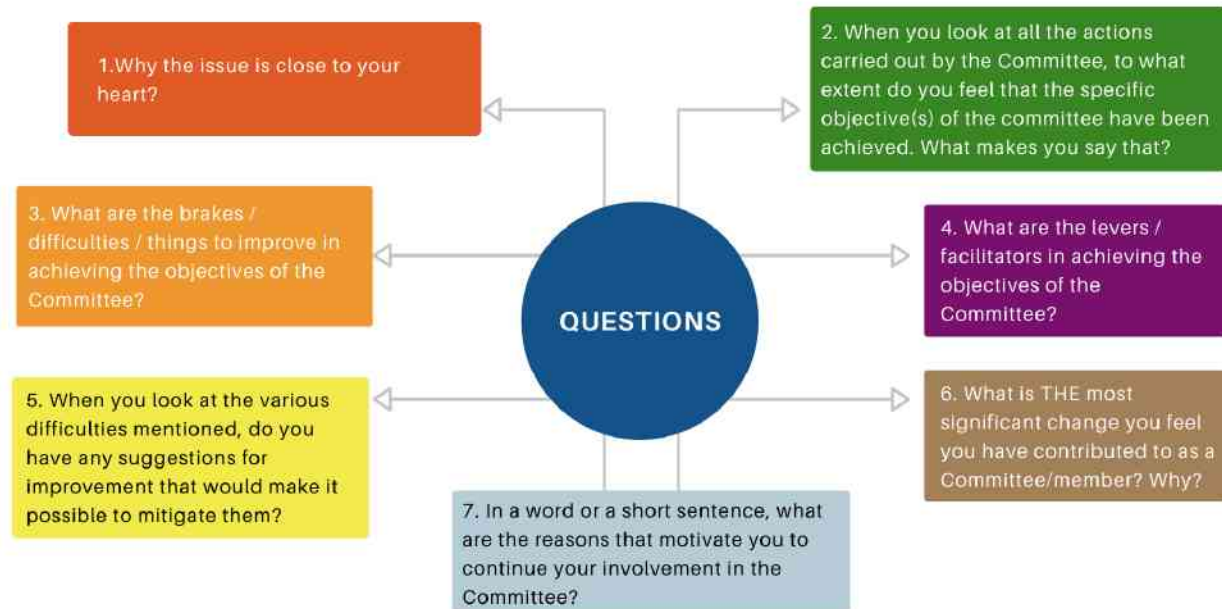 1.Why the issue is close to your
heart?
2. When you look at all the actions
carried out by the Committee, to what
extent do you feel that the specific
objective(s) of the committee have been
achieved. What makes you say that?
3. What are the brakes /
difficulties / things to improve in
achieving the objectives of the
Committee?
4. What are the levers /
facilitators in achieving the
objectives of the
Committee?
QUESTIONS
5. When you look at the various
difficulties mentioned, do you
have any suggestions for
improvement that would make it
possible to mitigate them?
6. What is THE most
significant change you feel
you have contributed to as a
Committee/member? Why?
7. In a word or a short sentence, what
are the reasons that motivate you to
continue your involvement in the
Committee?